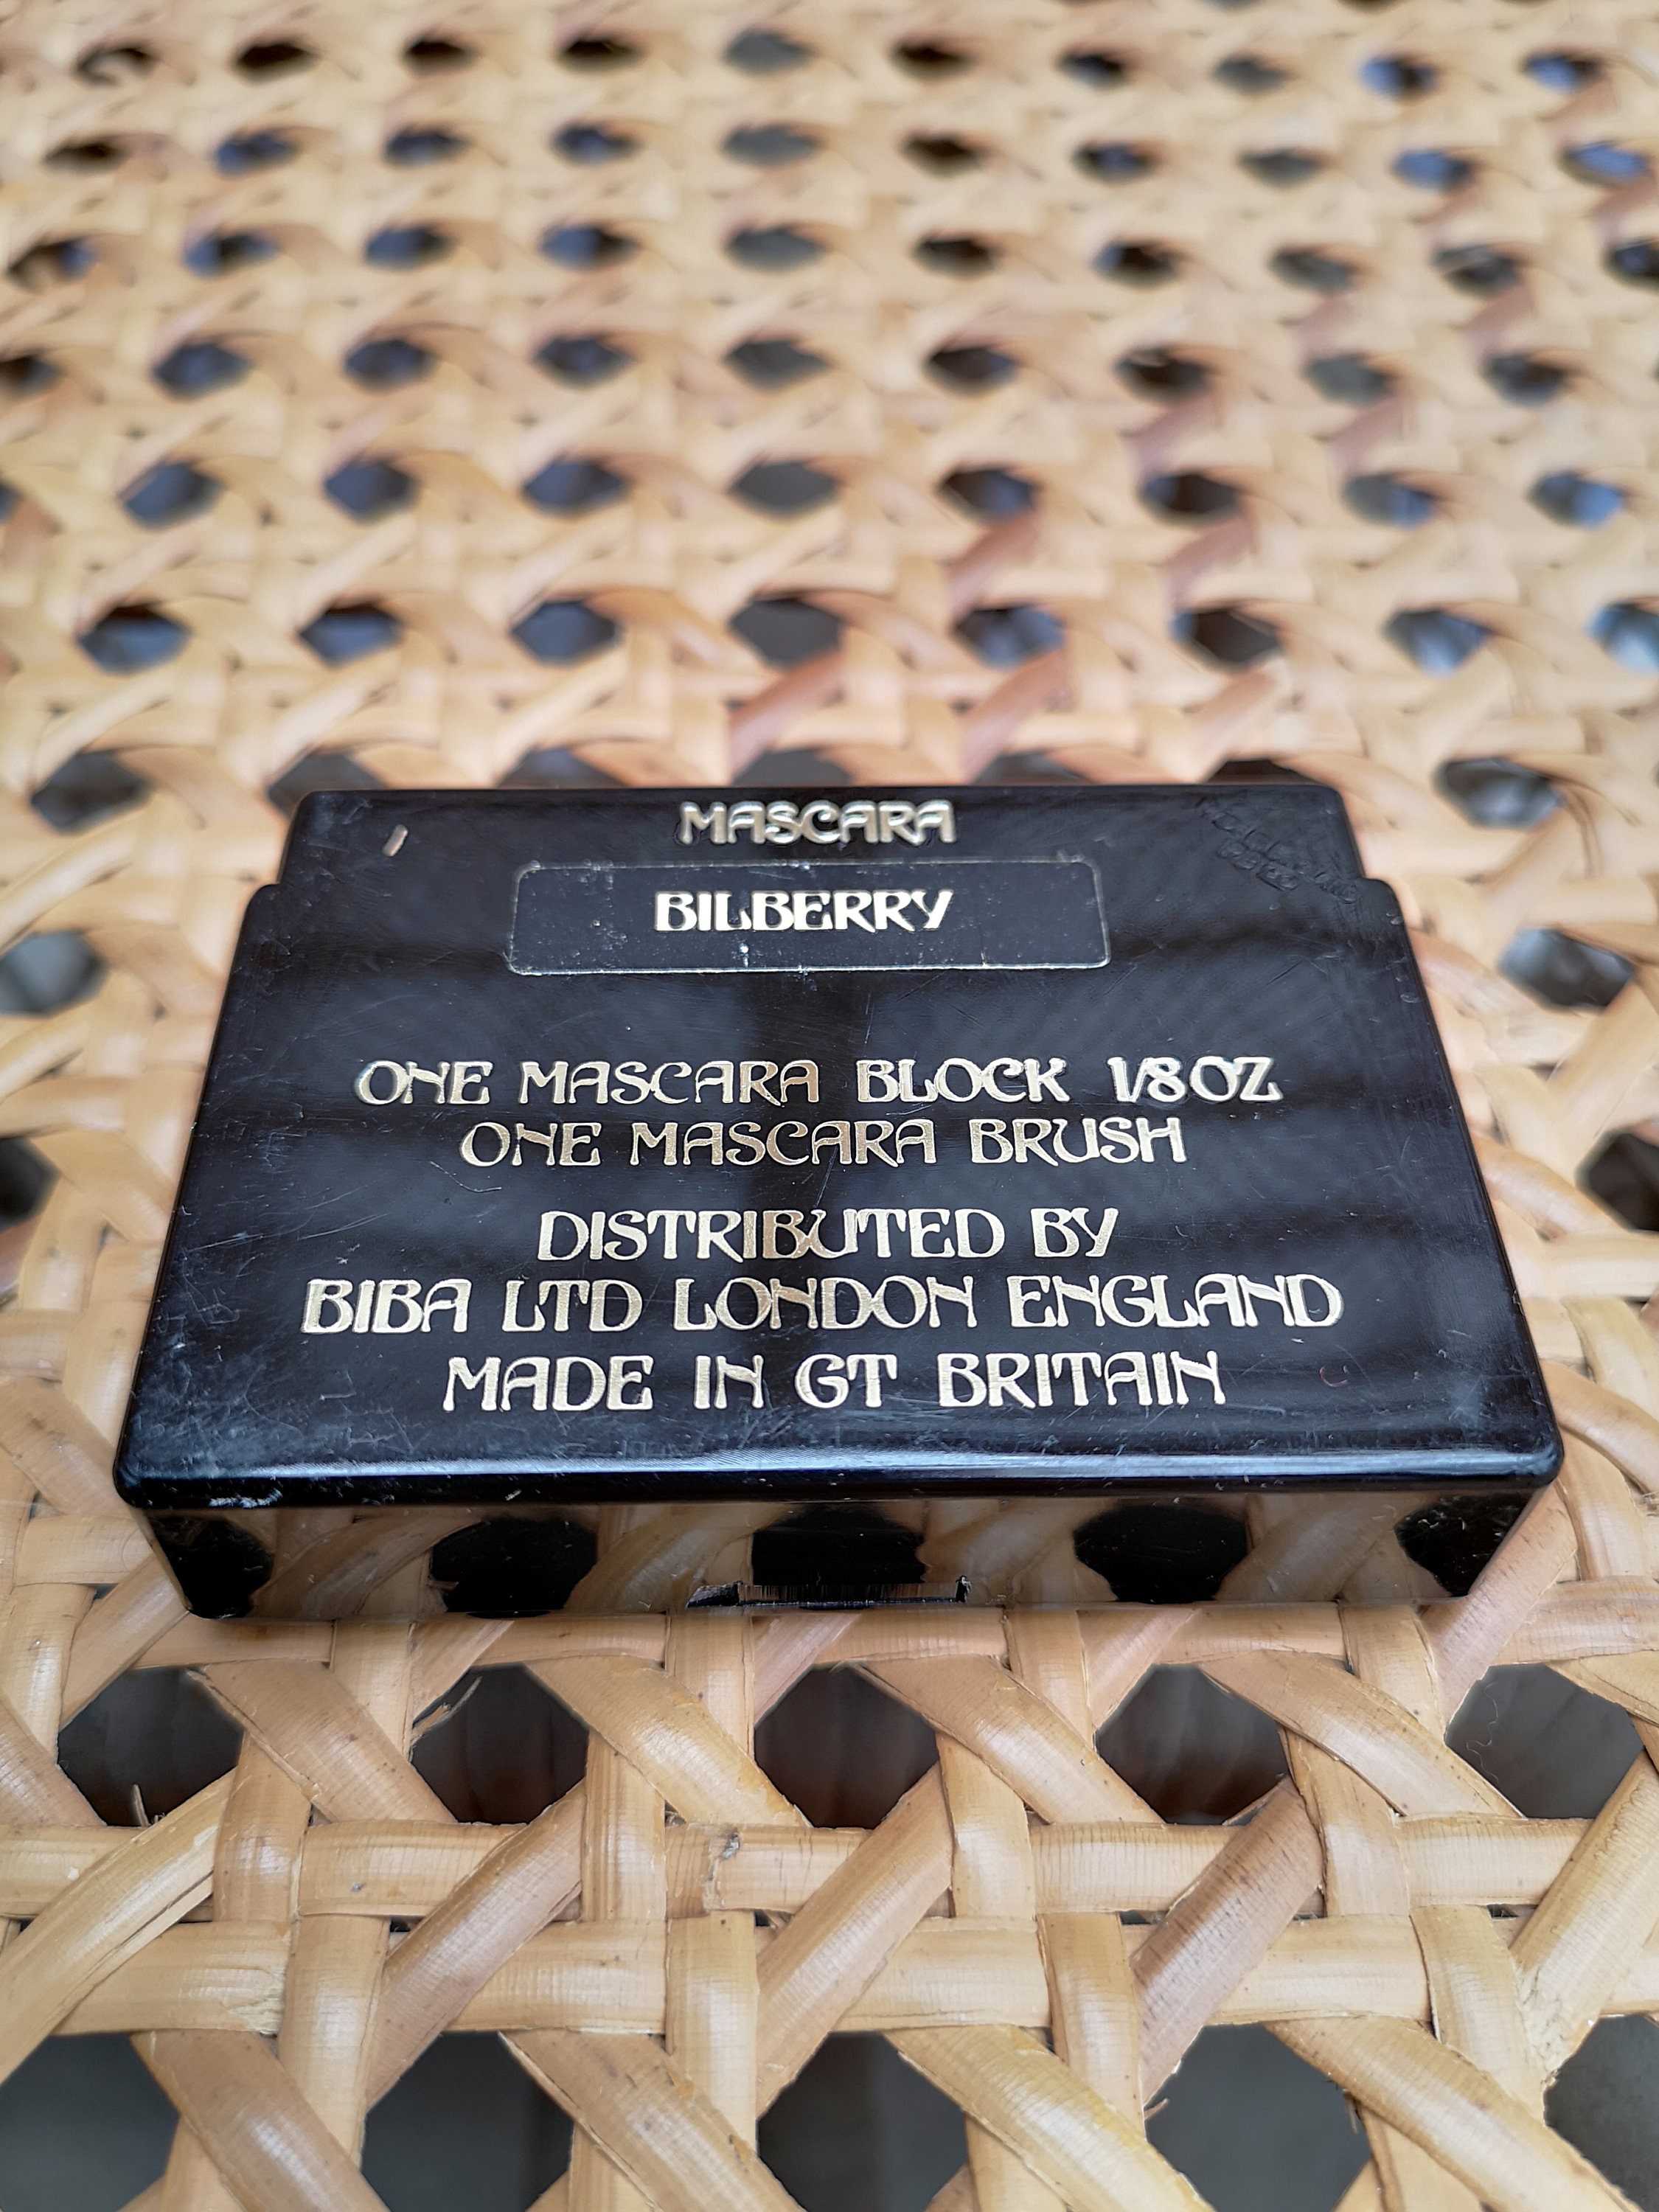 MASCARA
BILBERRY
ONE MASCARA BLOCK 1/8 OZ
ONE MASCARA BRUSH
DISTRIBUTED BY
BIBA LTD LONDON ENGLAND
MADE IN GT BRITAIN